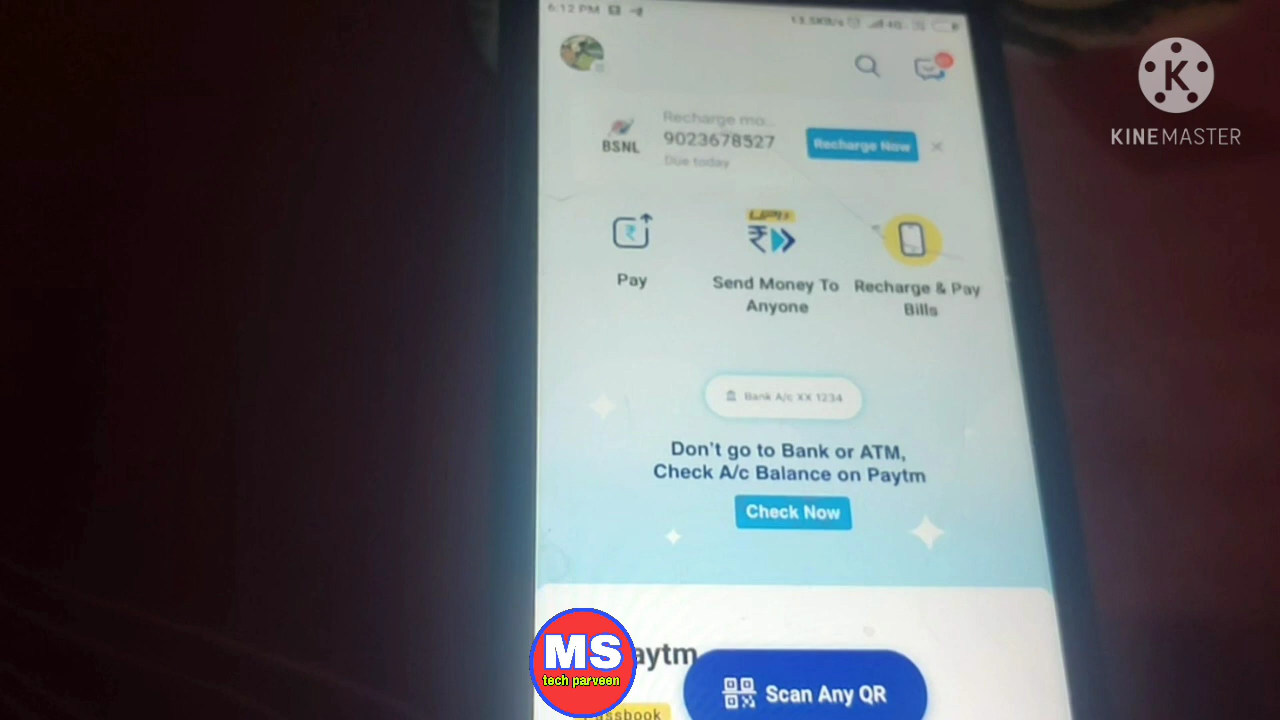 6:12 PM
KINEMASTER
Recharge mo...
BSNL
9023678527
Recharge Now
Due today
UPI
Pay
Send Money To
Anyone
Recharge & Pay
Bills
Bank A/c XX 1234
Don't go to Bank or ATM,
Check A/c Balance on Paytm
Check Now
MS
tech parveen
aytm
Scan Any QR
assbook